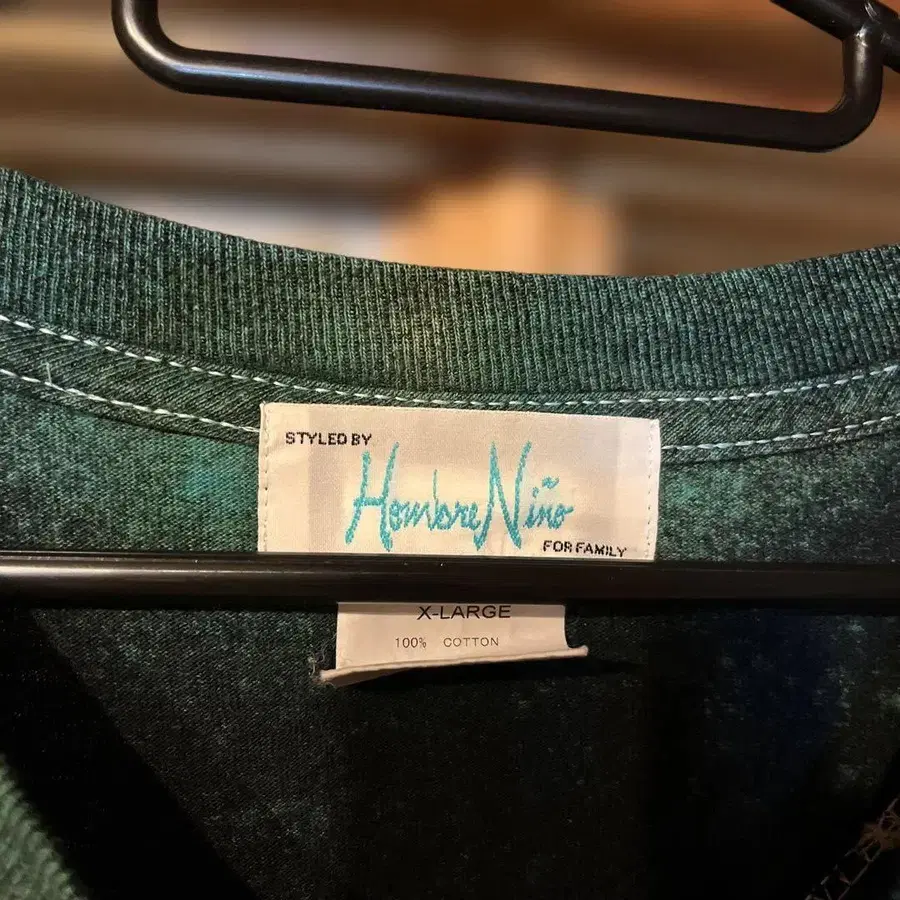 STYLED BY
Hombre Niño
FOR FAMILY
X-LARGE
100% COTTON